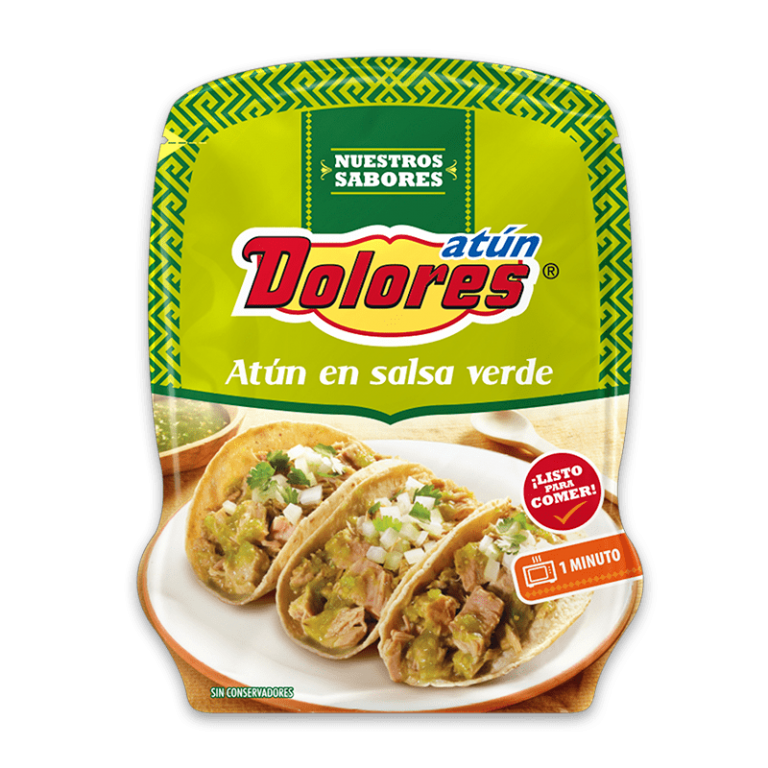 NUESTROS
SABORES
atún
Dolores®
Atún en salsa verde
¡LISTO
PARA
COMER!
1 MINUTO
SIN CONSERVADORES